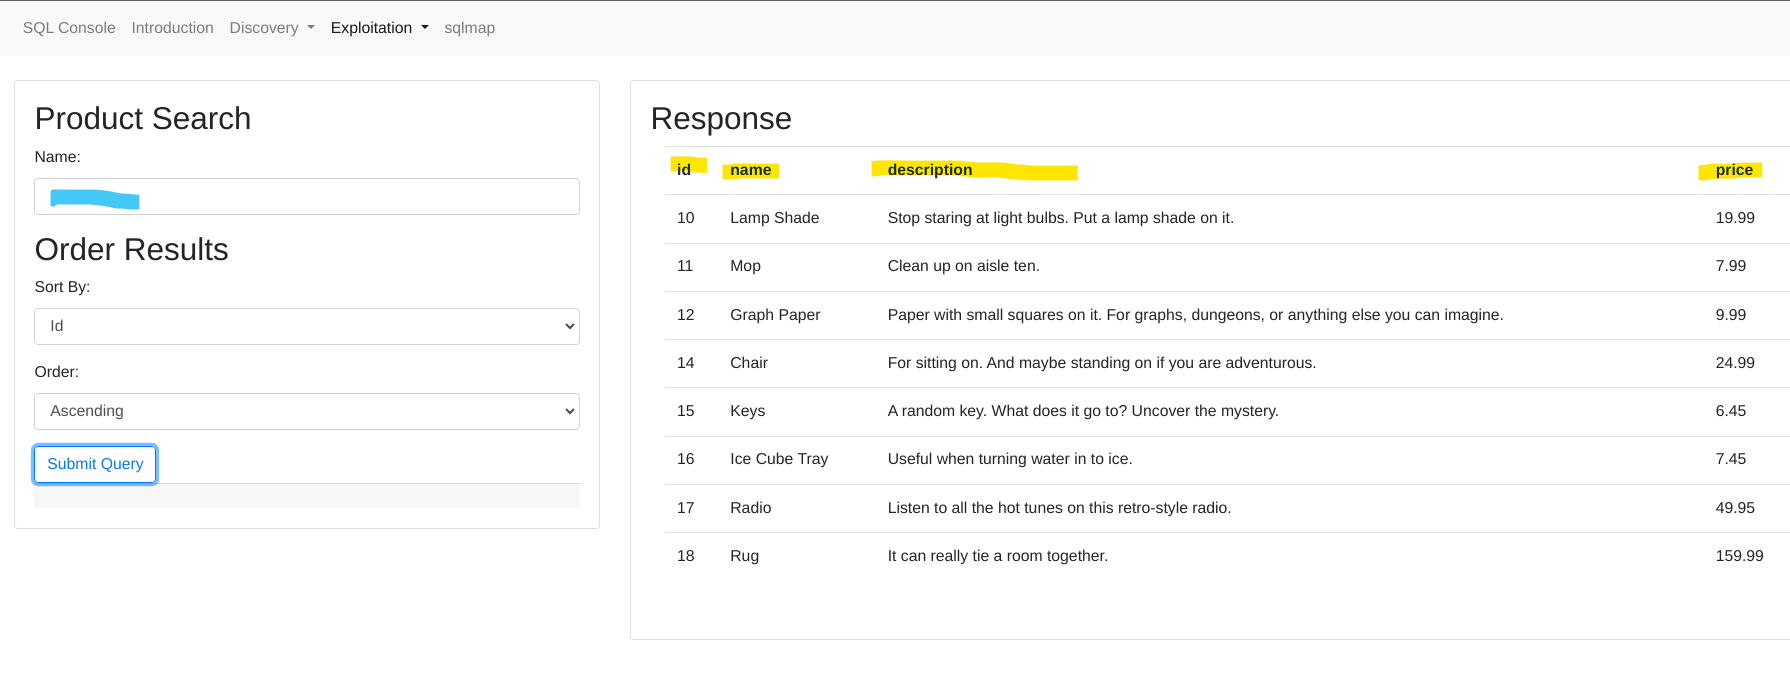 SQL Console Introduction Discovery Exploitation sqlmap
Product Search
Name:
Order Results
Sort By:
Id
Order:
Ascending
Submit Query
Response
id name description price
10 Lamp Shade Stop staring at light bulbs. Put a lamp shade on it. 19.99
11 Mop Clean up on aisle ten. 7.99
12 Graph Paper Paper with small squares on it. For graphs, dungeons, or anything else you can imagine. 9.99
14 Chair For sitting on. And maybe standing on if you are adventurous. 24.99
15 Keys A random key. What does it go to? Uncover the mystery. 6.45
16 Ice Cube Tray Useful when turning water in to ice. 7.45
17 Radio Listen to all the hot tunes on this retro-style radio. 49.95
18 Rug It can really tie a room together. 159.99